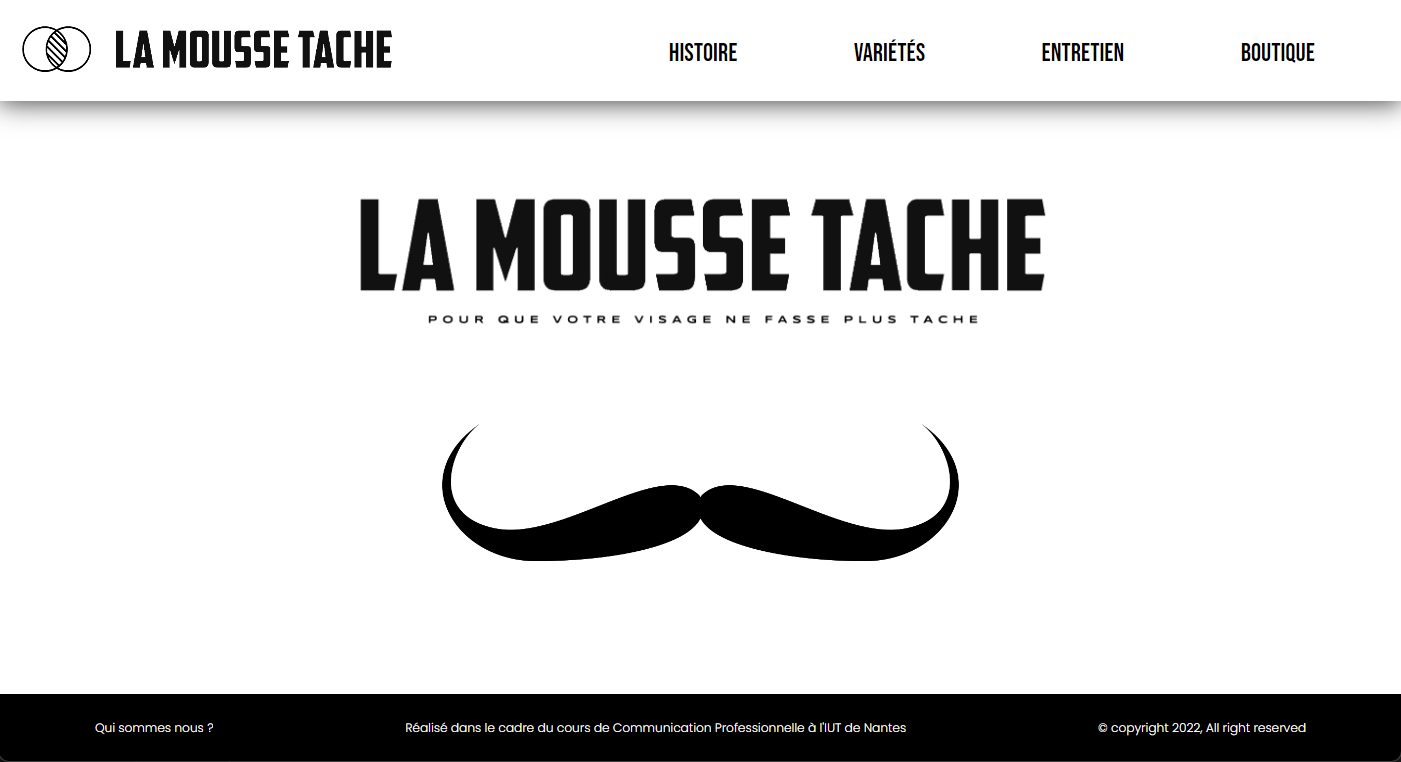 LA MOUSSE TACHE
HISTOIRE
VARIÉTÉS
ENTRETIEN
BOUTIQUE
LA MOUSSE TACHE
POUR QUE VOTRE VISAGE NE FASSE PLUS TACHE
Qui sommes nous ?
Réalisé dans le cadre du cours de Communication Professionnelle à l'IUT de Nantes
© copyright 2022, All right reserved